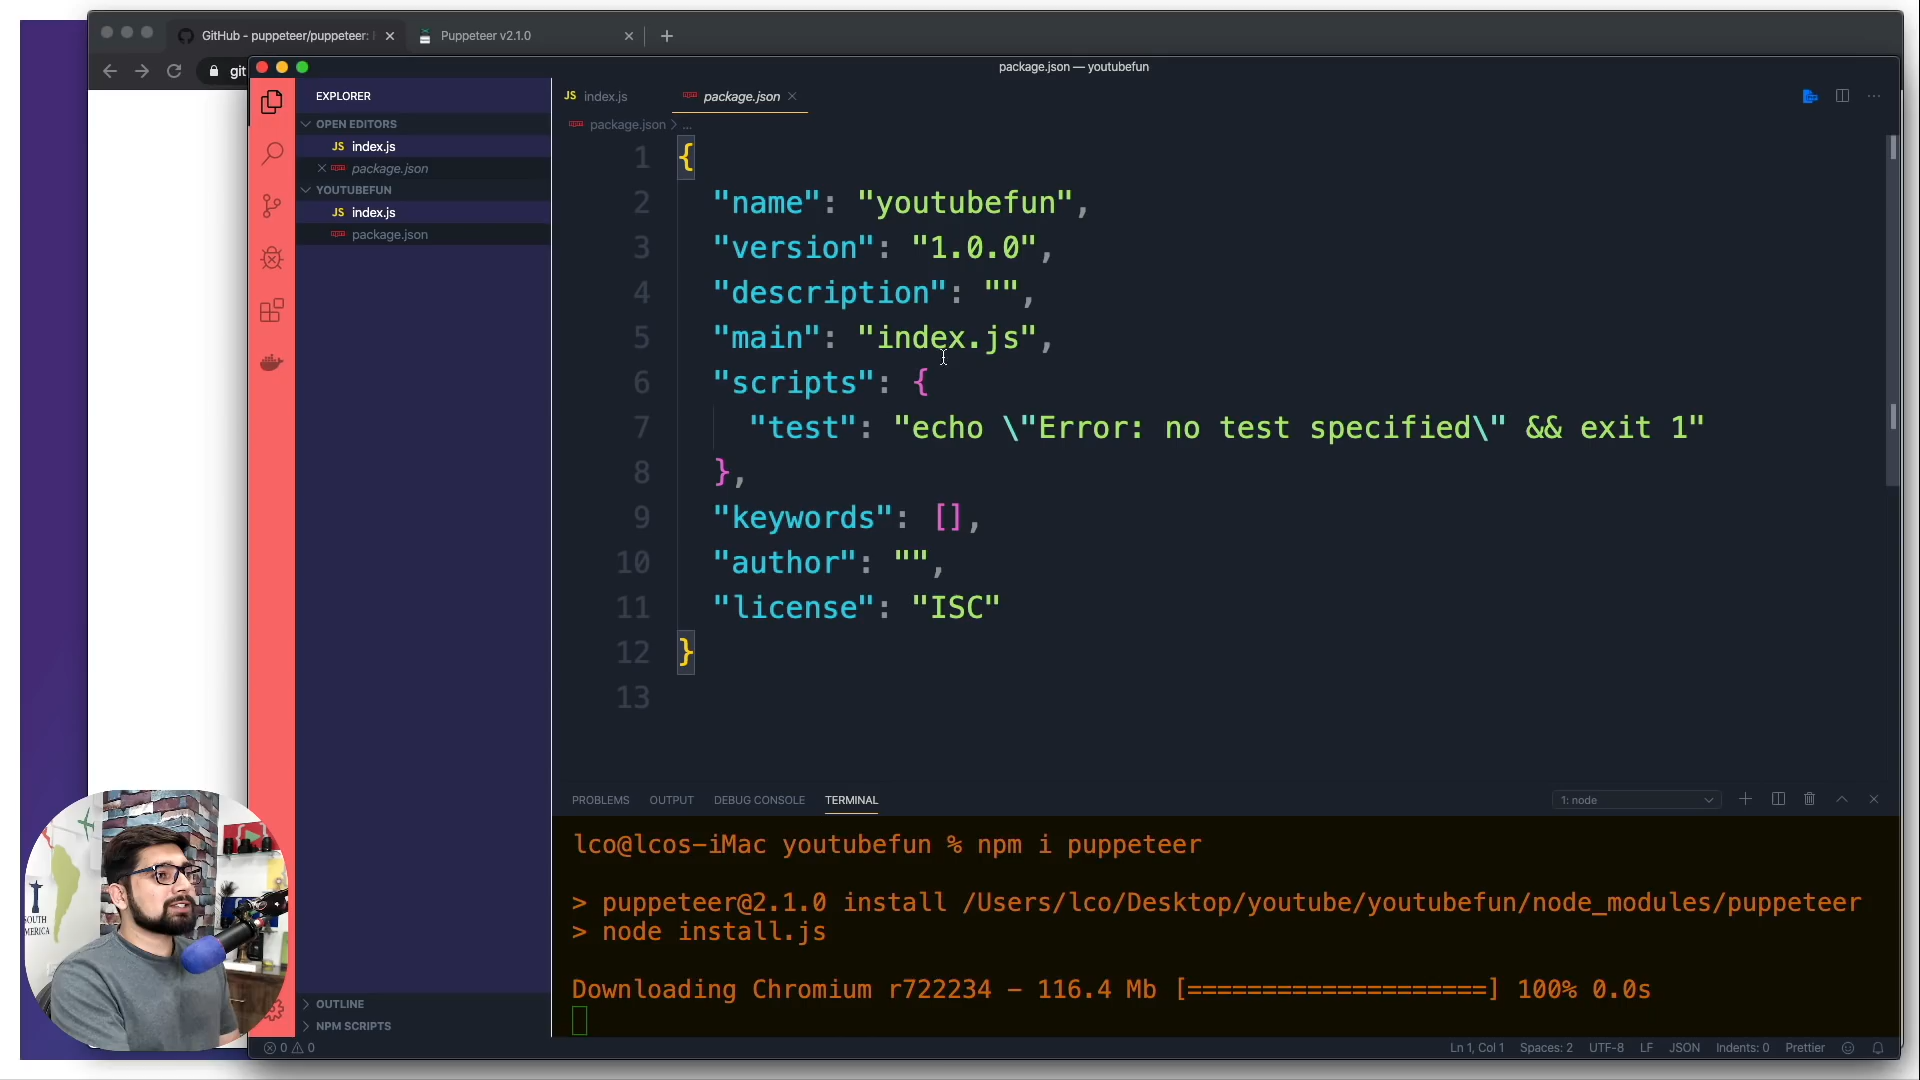 GitHub - puppeteer/puppeteer:
Puppeteer v2.1.0
git
package.json — youtubefun
EXPLORER
OPEN EDITORS
JS index.js
package.json
YOUTUBEFUN
JS index.js
package.json
OUTLINE
NPM SCRIPTS
JS index.js
package.json
package.json > ...
1 {
2 "name": "youtubefun",
3 "version": "1.0.0",
4 "description": "",
5 "main": "index.js",
6 "scripts": {
7 "test": "echo \"Error: no test specified\" && exit 1"
8 },
9 "keywords": [],
10 "author": "",
11 "license": "ISC"
12 }
13
PROBLEMS OUTPUT DEBUG CONSOLE TERMINAL
1: node
lco@lcos-iMac youtubefun % npm i puppeteer
> puppeteer@2.1.0 install /Users/lco/Desktop/youtube/youtubefun/node_modules/puppeteer
> node install.js
Downloading Chromium r722234 - 116.4 Mb [====================] 100% 0.0s
SOUTH
AMERICA
0 0
Ln 1, Col 1 Spaces: 2 UTF-8 LF JSON Indents: 0 Prettier